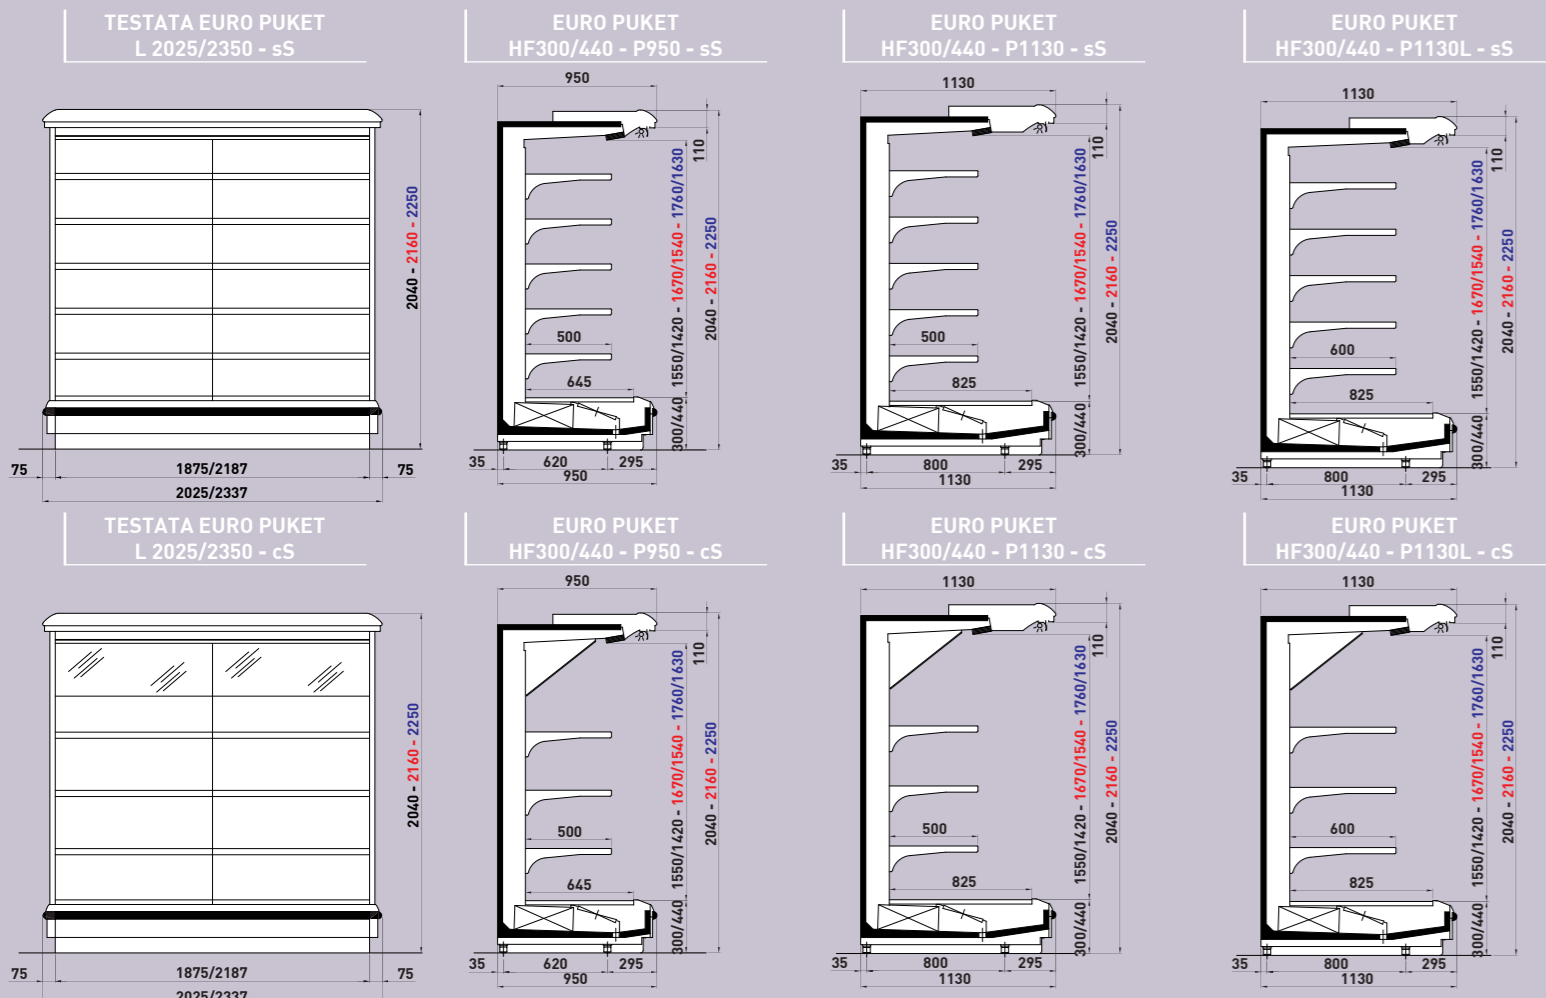 TESTATA EURO PUKET
L 2025/2350 - sS
2040 - 2160 - 2250
75
1875/2187
75
2025/2337
EURO PUKET
HF300/440 - P950 - sS
950
110
1550/1420 - 1670/1540 - 1760/1630
2040 - 2160 - 2250
500
645
300/440
35
620
295
950
EURO PUKET
HF300/440 - P1130 - sS
1130
110
1550/1420 - 1670/1540 - 1760/1630
2040 - 2160 - 2250
500
825
300/440
35
800
295
1130
EURO PUKET
HF300/440 - P1130L - sS
1130
110
1550/1420 - 1670/1540 - 1760/1630
2040 - 2160 - 2250
600
825
300/440
35
800
295
1130
TESTATA EURO PUKET
L 2025/2350 - cS
2040 - 2160 - 2250
75
1875/2187
75
2025/2337
EURO PUKET
HF300/440 - P950 - cS
950
110
1550/1420 - 1670/1540 - 1760/1630
2040 - 2160 - 2250
500
645
300/440
35
620
295
950
EURO PUKET
HF300/440 - P1130 - cS
1130
110
1550/1420 - 1670/1540 - 1760/1630
2040 - 2160 - 2250
500
825
300/440
35
800
295
1130
EURO PUKET
HF300/440 - P1130L - cS
1130
110
1550/1420 - 1670/1540 - 1760/1630
2040 - 2160 - 2250
600
825
300/440
35
800
295
1130